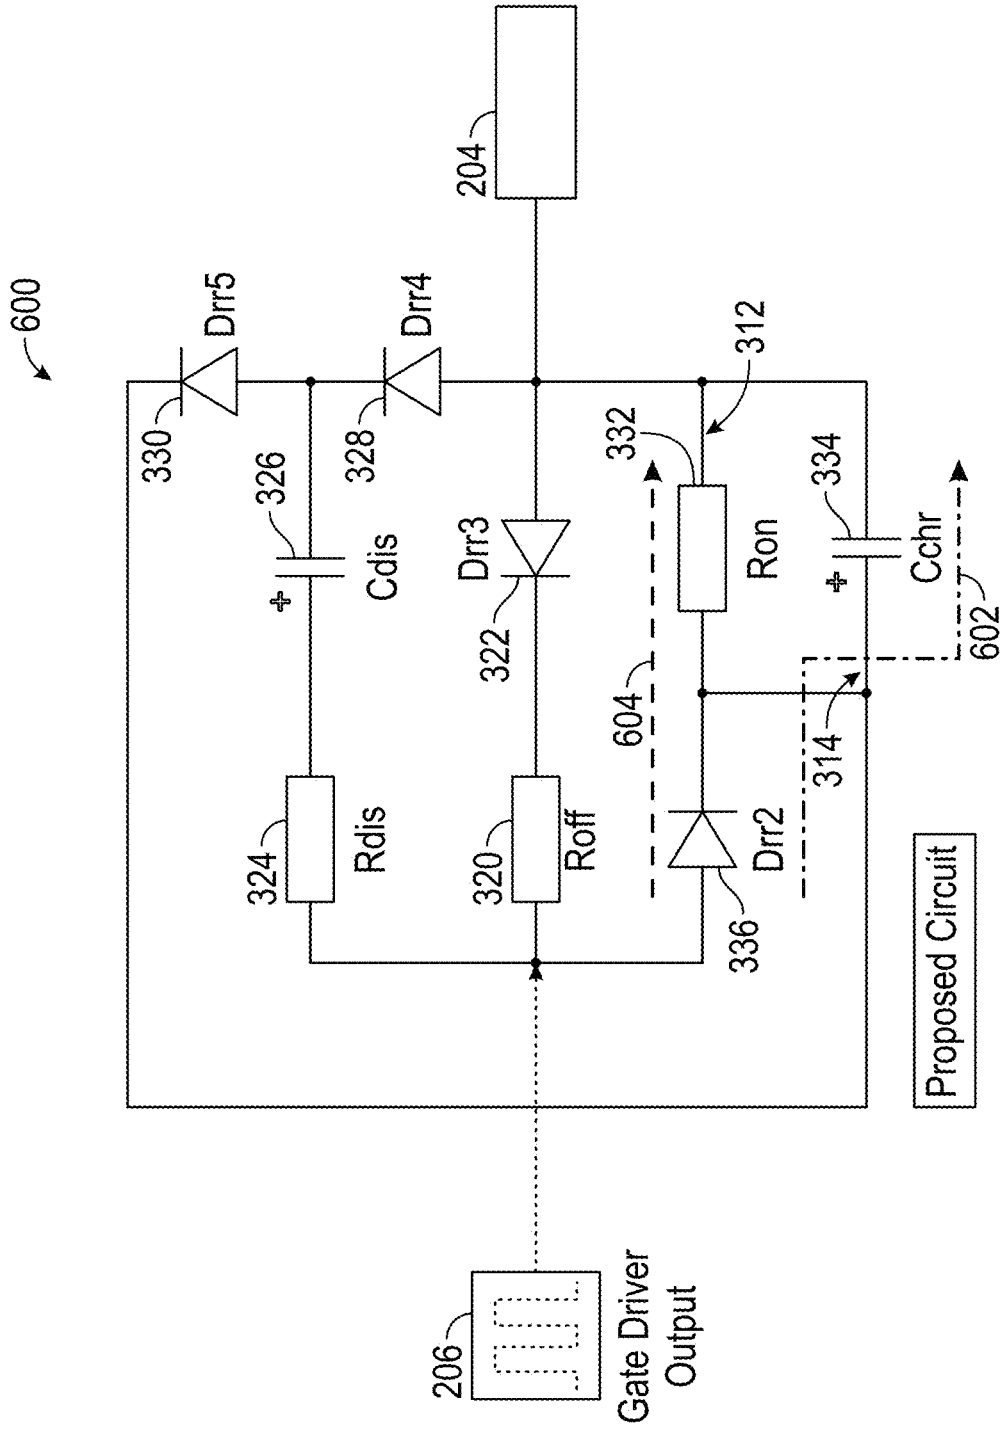 600
330
Drr5
326
+
Cdis
328
Drr4
204
324
Rdis
Drr3
322
320
Roff
604
332
312
Ron
336
Drr2
314
334
+
Cchr
602
206
Gate Driver
Output
Proposed Circuit